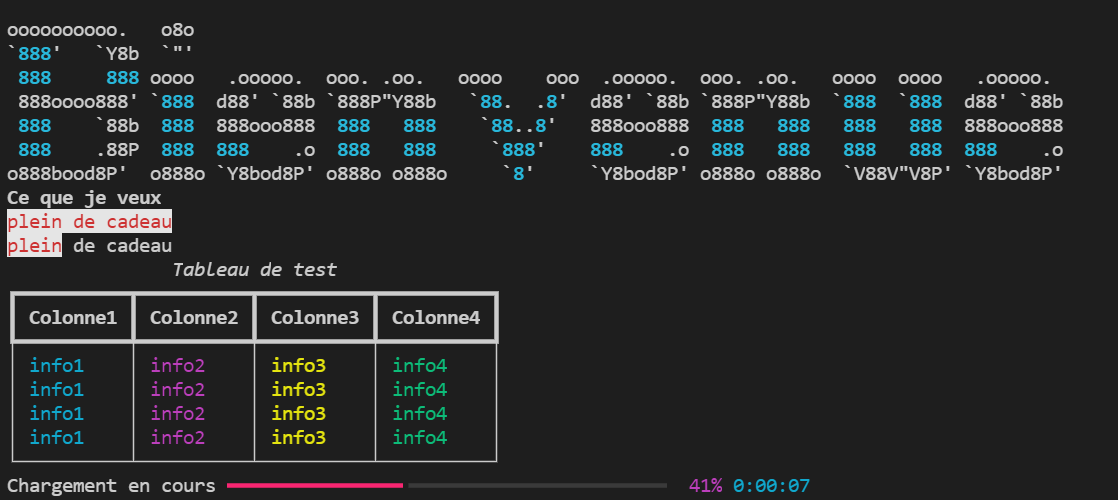 oooooooooo.   o8o
`888'   `Y8b  `"'
 888     888 oooo   .ooooo.  ooo. .oo.   oooo    ooo  .ooooo.  ooo. .oo.   oooo  oooo   .ooooo.
 888oooo888' `888  d88' `88b `888P"Y88b   `88.  .8'  d88' `88b `888P"Y88b  `888  `888  d88' `88b
 888    `88b  888  888ooo888  888   888    `88..8'   888ooo888  888   888   888   888  888ooo888
 888    .88P  888  888    .o  888   888     `888'    888    .o  888   888   888   888  888    .o
o888bood8P'  o888o `Y8bod8P' o888o o888o     `8'     `Y8bod8P' o888o o888o  `V88V"V8P' `Y8bod8P'
Ce que je veux
plein de cadeau
plein de cadeau
Tableau de test
Colonne1 Colonne2 Colonne3 Colonne4
info1 info2 info3 info4
info1 info2 info3 info4
info1 info2 info3 info4
info1 info2 info3 info4
Chargement en cours 41% 0:00:07